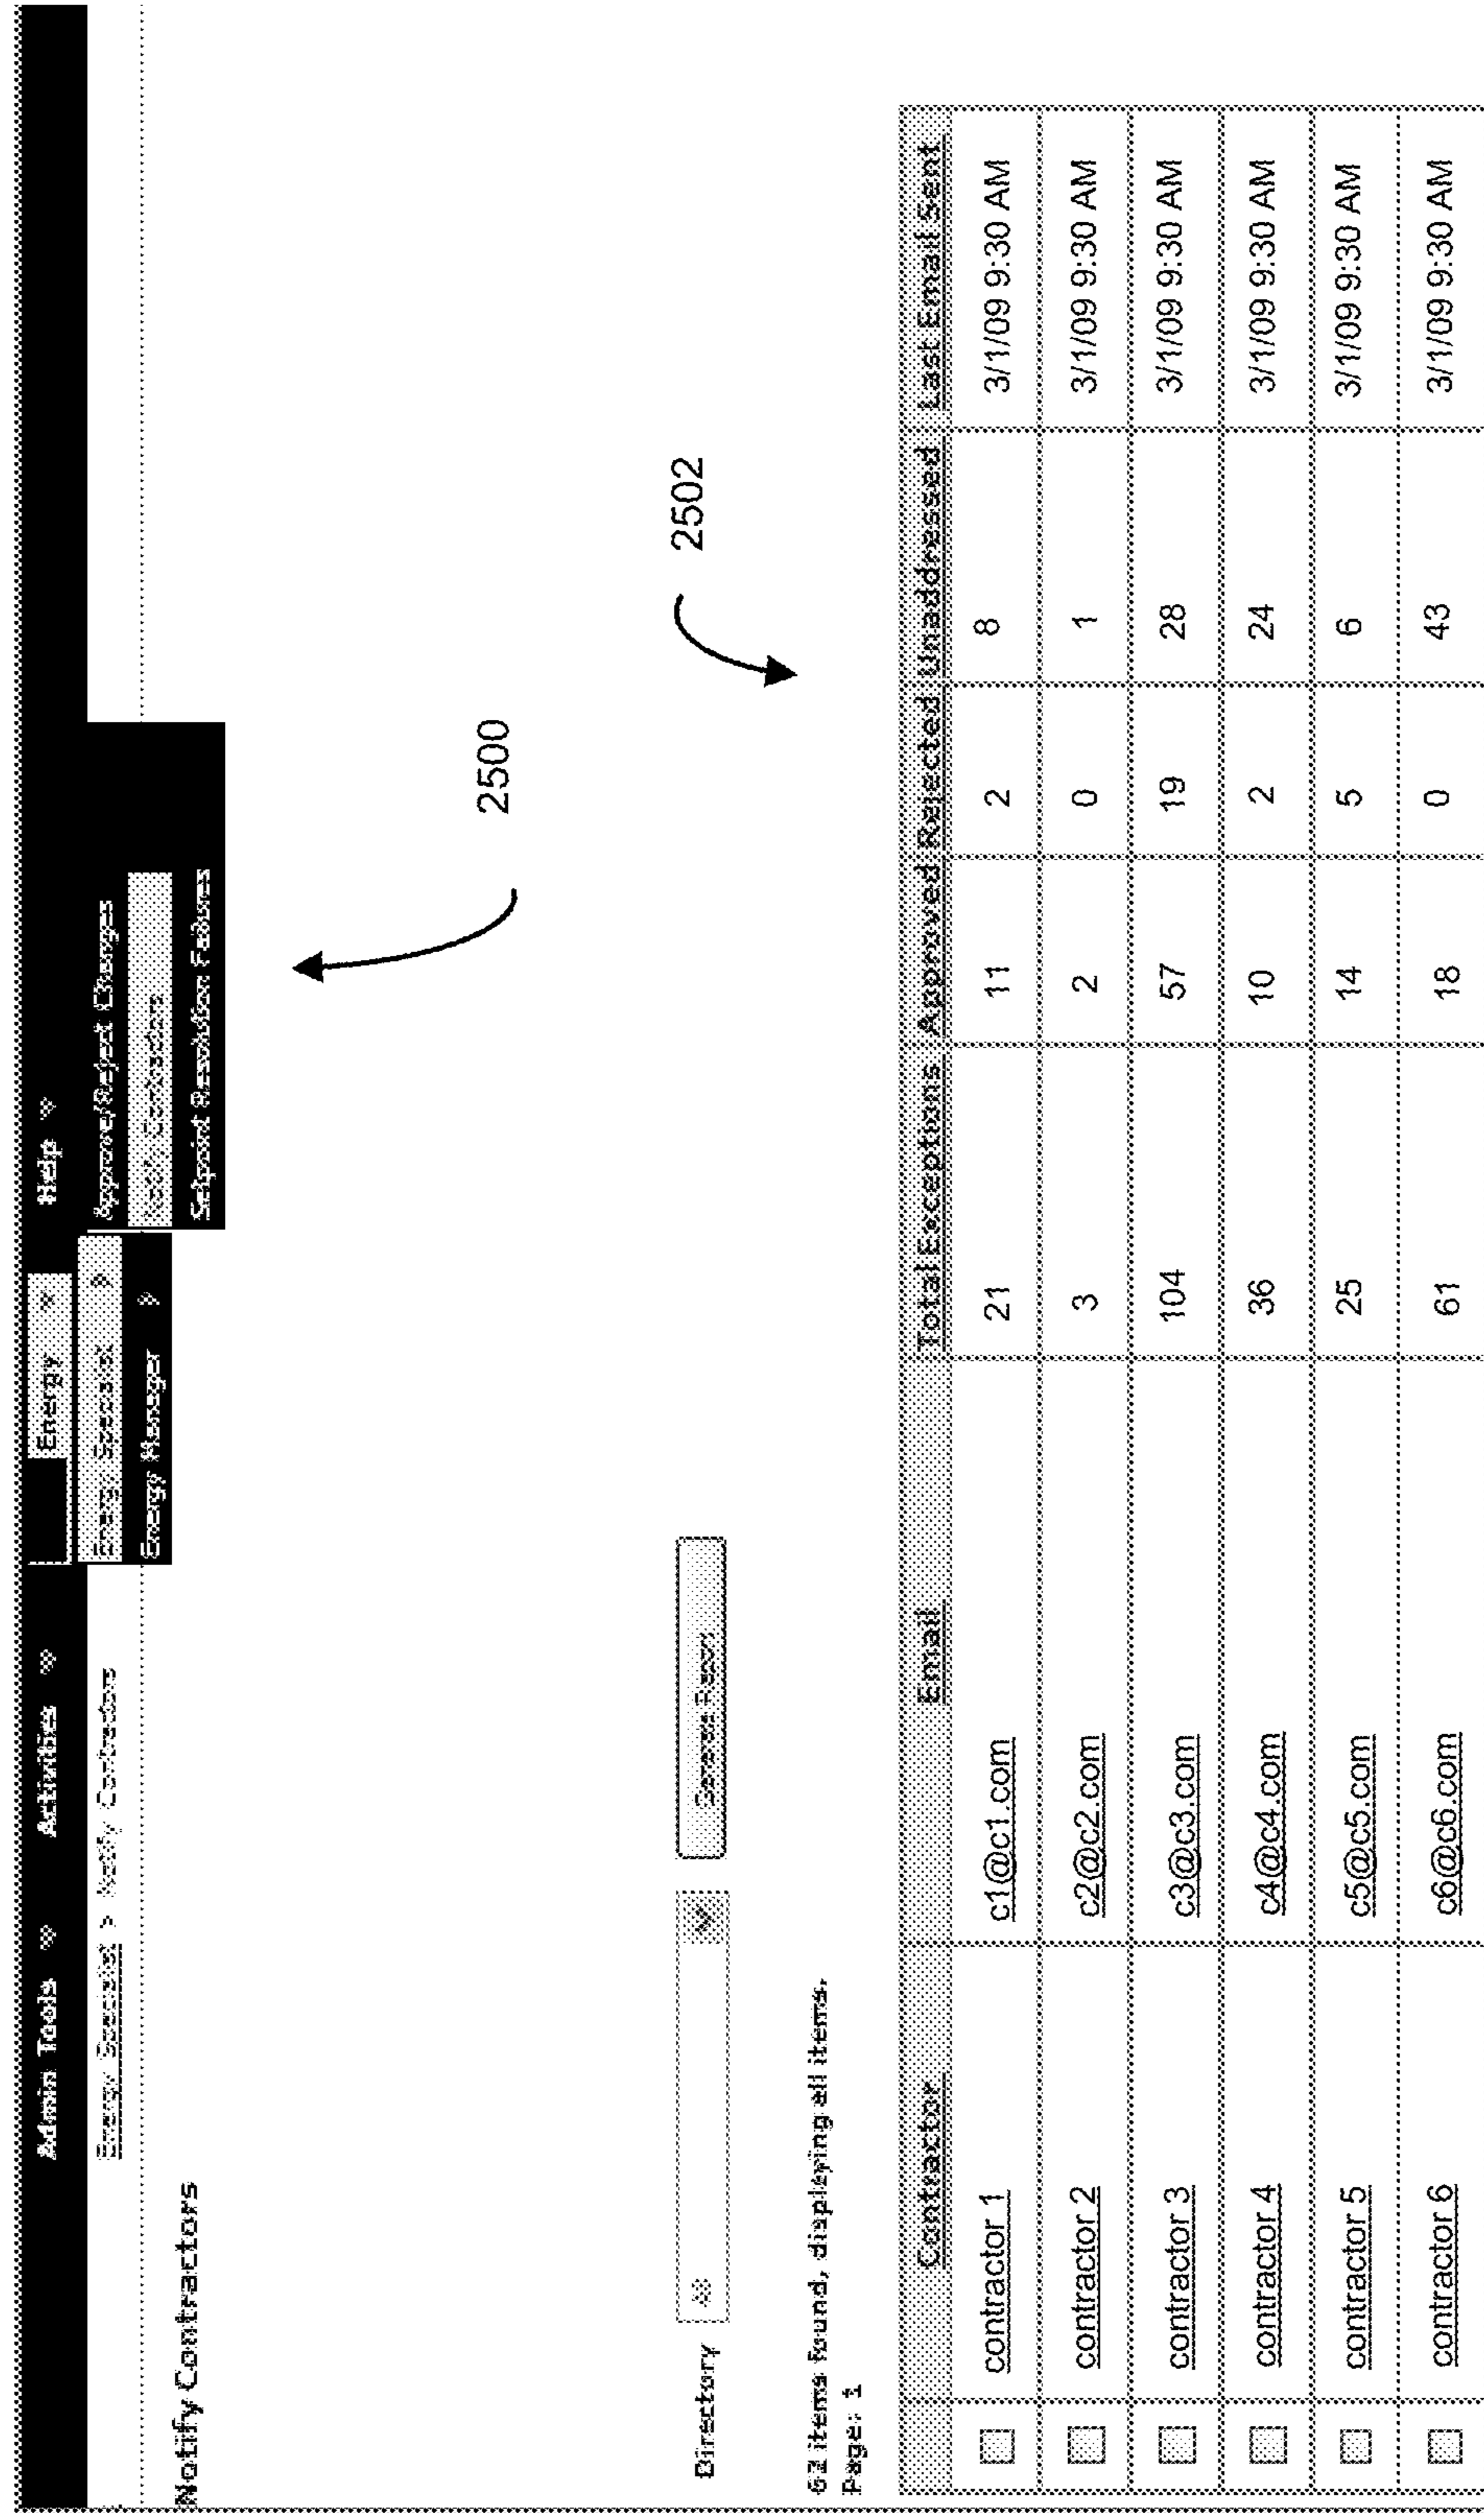 Admin Tools Activities Energy Help
Energy Specialist > Notify Contractors
Energy Specialist
Energy Manager
Approve/Reject Changes
Notify Contractors
Setpoint Resolution Failures
Notify Contractors
2500
Directory All Generate Report
2502
62 items found, displaying all items.
Page: 1
Contractor Email Total Exceptions Approved Rejected Unaddressed Last Email Sent
contractor 1 c1@c1.com 21 11 2 8 3/1/09 9:30 AM
contractor 2 c2@c2.com 3 2 0 1 3/1/09 9:30 AM
contractor 3 c3@c3.com 104 57 19 28 3/1/09 9:30 AM
contractor 4 c4@c4.com 36 10 2 24 3/1/09 9:30 AM
contractor 5 c5@c5.com 25 14 5 6 3/1/09 9:30 AM
contractor 6 c6@c6.com 61 18 0 43 3/1/09 9:30 AM